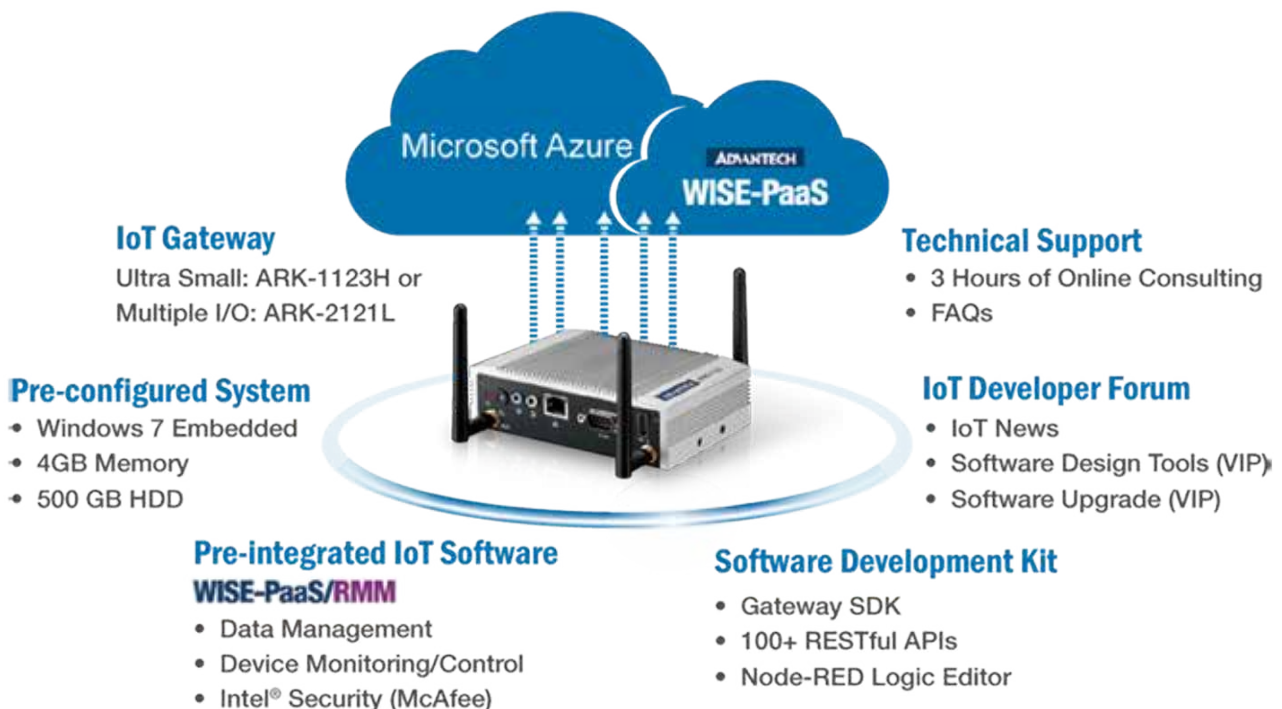 Microsoft Azure
ADVANTECH
WISE-PaaS
IoT Gateway
Ultra Small: ARK-1123H or
Multiple I/O: ARK-2121L
Pre-configured System
• Windows 7 Embedded
• 4GB Memory
• 500 GB HDD
Pre-integrated IoT Software
WISE-PaaS/RMM
• Data Management
• Device Monitoring/Control
• Intel® Security (McAfee)
Technical Support
• 3 Hours of Online Consulting
• FAQs
IoT Developer Forum
• IoT News
• Software Design Tools (VIP)
• Software Upgrade (VIP)
Software Development Kit
• Gateway SDK
• 100+ RESTful APIs
• Node-RED Logic Editor
ADVANTECH